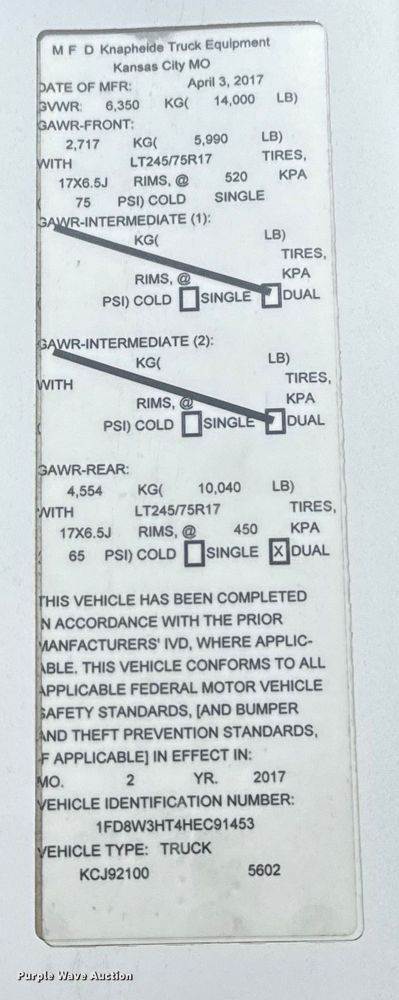 M F D Knapheide Truck Equipment
Kansas City MO
DATE OF MFR: April 3, 2017
GVWR: 6,350 KG( 14,000 LB)
GAWR-FRONT:
2,717 KG( 5,990 LB)
WITH LT245/75R17 TIRES,
17X6.5J RIMS, @ 520 KPA
( 75 PSI) COLD SINGLE
GAWR-INTERMEDIATE (1):
KG( LB)
TIRES,
RIMS, @ KPA
( PSI) COLD SINGLE DUAL
GAWR-INTERMEDIATE (2):
KG( LB)
WITH TIRES,
RIMS, @ KPA
( PSI) COLD SINGLE DUAL
GAWR-REAR:
4,554 KG( 10,040 LB)
WITH LT245/75R17 TIRES,
17X6.5J RIMS, @ 450 KPA
( 65 PSI) COLD SINGLE X DUAL
THIS VEHICLE HAS BEEN COMPLETED
IN ACCORDANCE WITH THE PRIOR
MANFACTURERS' IVD, WHERE APPLIC-
ABLE. THIS VEHICLE CONFORMS TO ALL
APPLICABLE FEDERAL MOTOR VEHICLE
SAFETY STANDARDS, [AND BUMPER
AND THEFT PREVENTION STANDARDS,
IF APPLICABLE] IN EFFECT IN:
MO. 2 YR. 2017
VEHICLE IDENTIFICATION NUMBER:
1FD8W3HT4HEC91453
VEHICLE TYPE: TRUCK
KCJ92100 5602
Purple Wave Auction